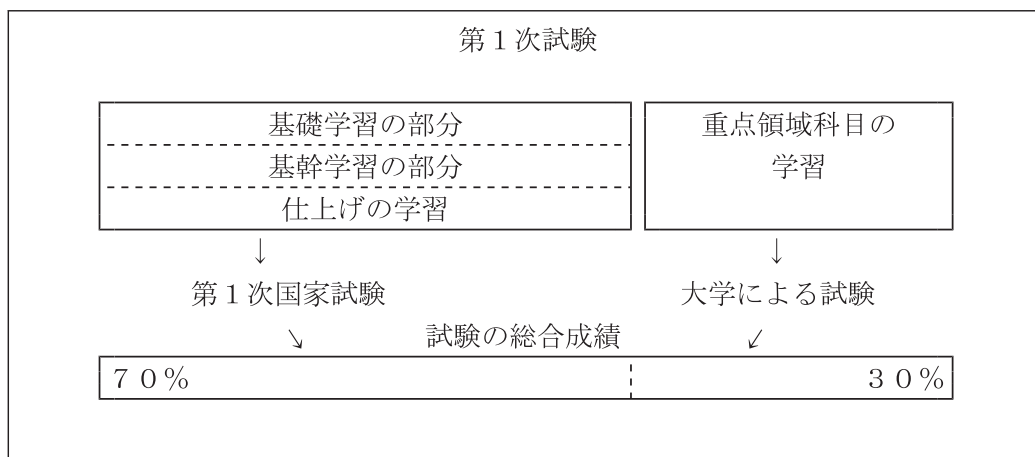 第１次試験
基礎学習の部分
基幹学習の部分
仕上げの学習
重点領域科目の
学習
↓ ↓
第１次国家試験 大学による試験
↘ 試験の総合成績 ↙
７０％ ３０％